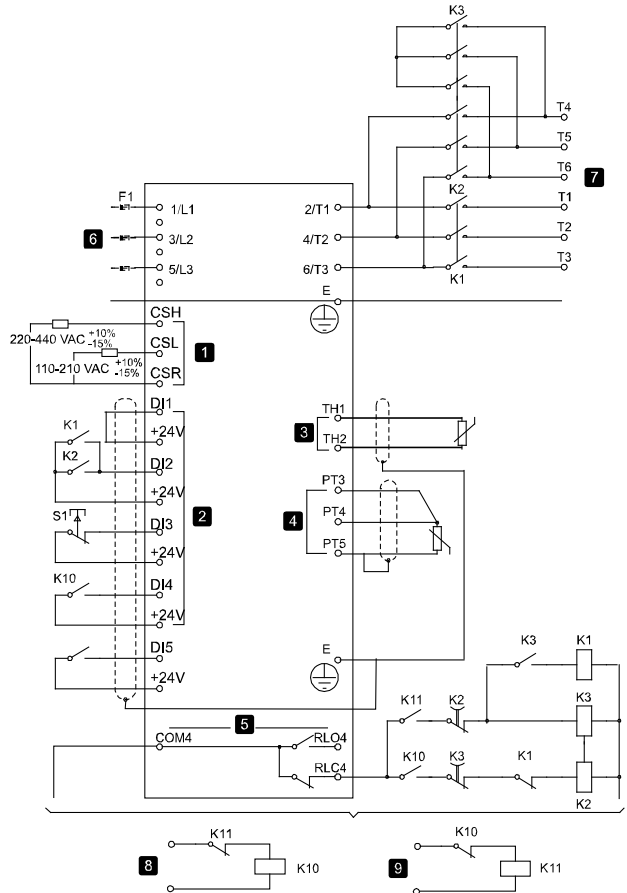 K3
T4
T5
T6
7
F1
1/L1
2/T1
K2
T1
6
3/L2
4/T2
T2
5/L3
6/T3
K1
T3
E
CSH
220-440 VAC +10% -15%
CSL
1
110-210 VAC +10% -15%
CSR
DI1
TH1
K1
+24V
3
TH2
K2
DI2
+24V
PT3
2
4
PT4
S1
DI3
PT5
+24V
K10
DI4
+24V
DI5
E
+24V
K3
K1
5
K11
K2
K3
COM4
RLO4
RLC4
K10
K3
K1
K2
8
K11
K10
9
K10
K11